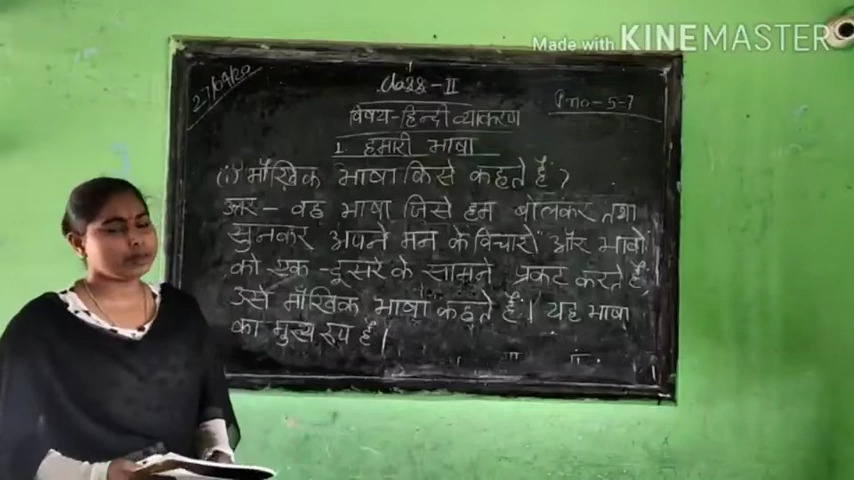 Made with KINEMASTER
27/04/20
Class - II
P.no-5-7
विषय-हिन्दी व्याकरण
1. हमारी भाषा
(i) मौखिक भाषा किसे कहते हैं?
उत्तर - वह भाषा जिसे हम बोलकर तथा
सुनकर अपने मन के विचारों और भावों
को एक-दूसरे के सामने प्रकट करते हैं,
उसे मौखिक भाषा कहते हैं। यह भाषा
का मुख्य रूप है।